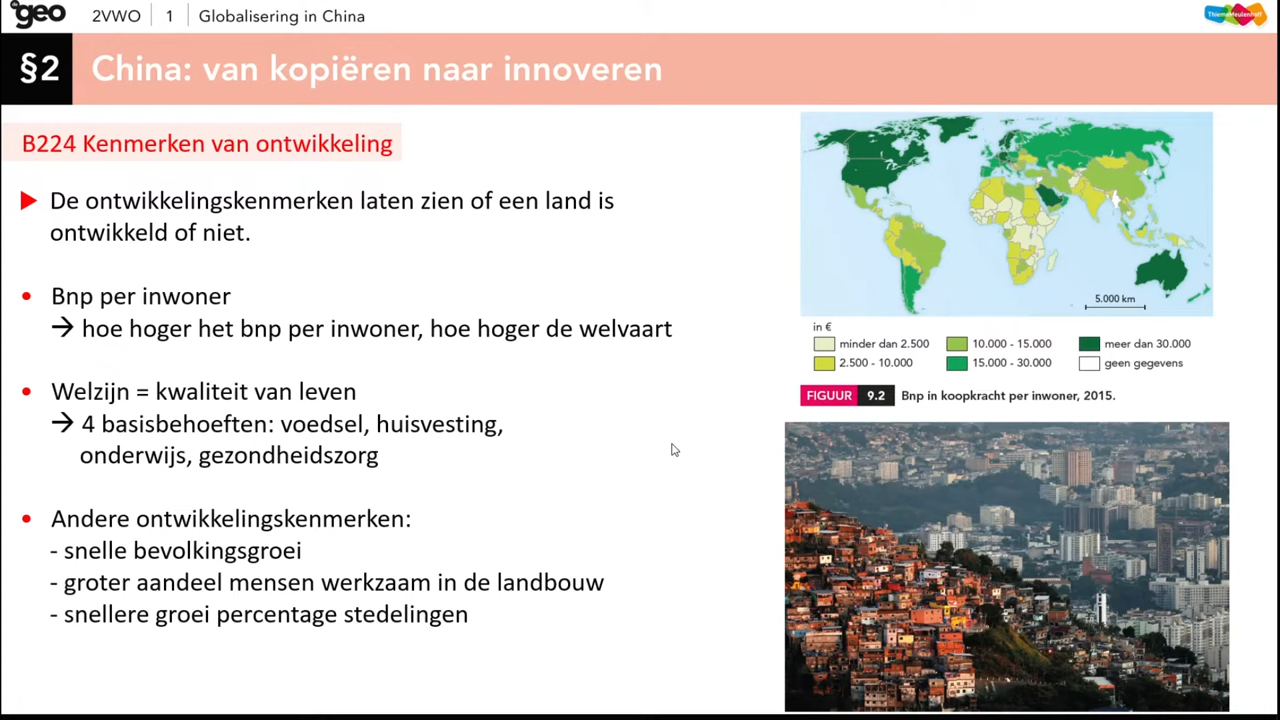 geo 2VWO 1 Globalisering in China
ThiemeMeulenhoff
§2 China: van kopiëren naar innoveren
B224 Kenmerken van ontwikkeling
De ontwikkelingskenmerken laten zien of een land is
ontwikkeld of niet.
• Bnp per inwoner
→ hoe hoger het bnp per inwoner, hoe hoger de welvaart
• Welzijn = kwaliteit van leven
→ 4 basisbehoeften: voedsel, huisvesting,
onderwijs, gezondheidszorg
• Andere ontwikkelingskenmerken:
- snelle bevolkingsgroei
- groter aandeel mensen werkzaam in de landbouw
- snellere groei percentage stedelingen
5.000 km
in €
minder dan 2.500 10.000 - 15.000 meer dan 30.000
2.500 - 10.000 15.000 - 30.000 geen gegevens
FIGUUR 9.2 Bnp in koopkracht per inwoner, 2015.